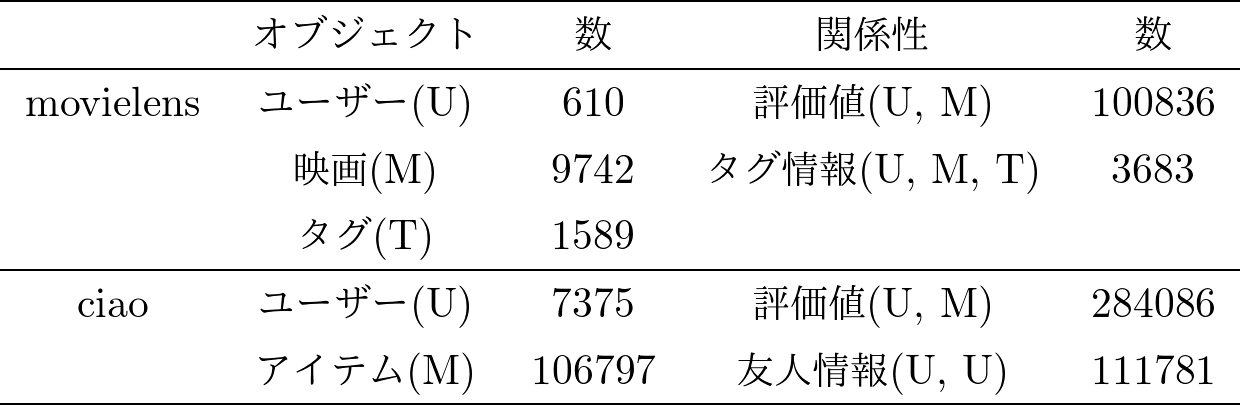 オブジェクト 数 関係性 数
movielens ユーザー(U) 610 評価値(U, M) 100836
映画(M) 9742 タグ情報(U, M, T) 3683
タグ(T) 1589
ciao ユーザー(U) 7375 評価値(U, M) 284086
アイテム(M) 106797 友人情報(U, U) 111781